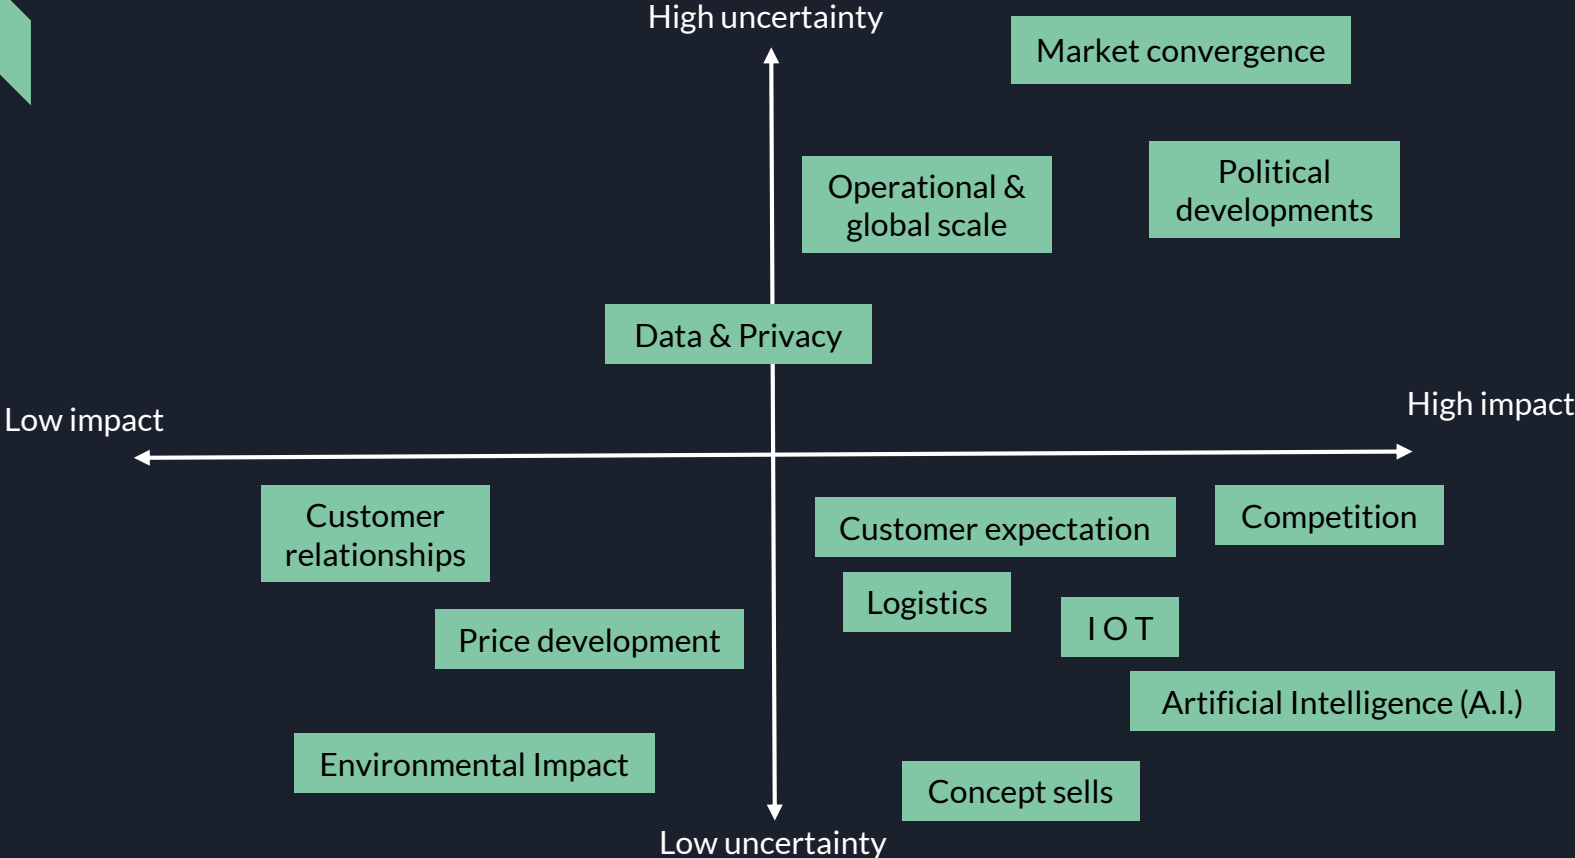 High uncertainty
Market convergence
Operational &
global scale
Political
developments
Data & Privacy
Low impact
High impact
Customer
relationships
Customer expectation
Competition
Logistics
I O T
Price development
Artificial Intelligence (A.I.)
Environmental Impact
Concept sells
Low uncertainty